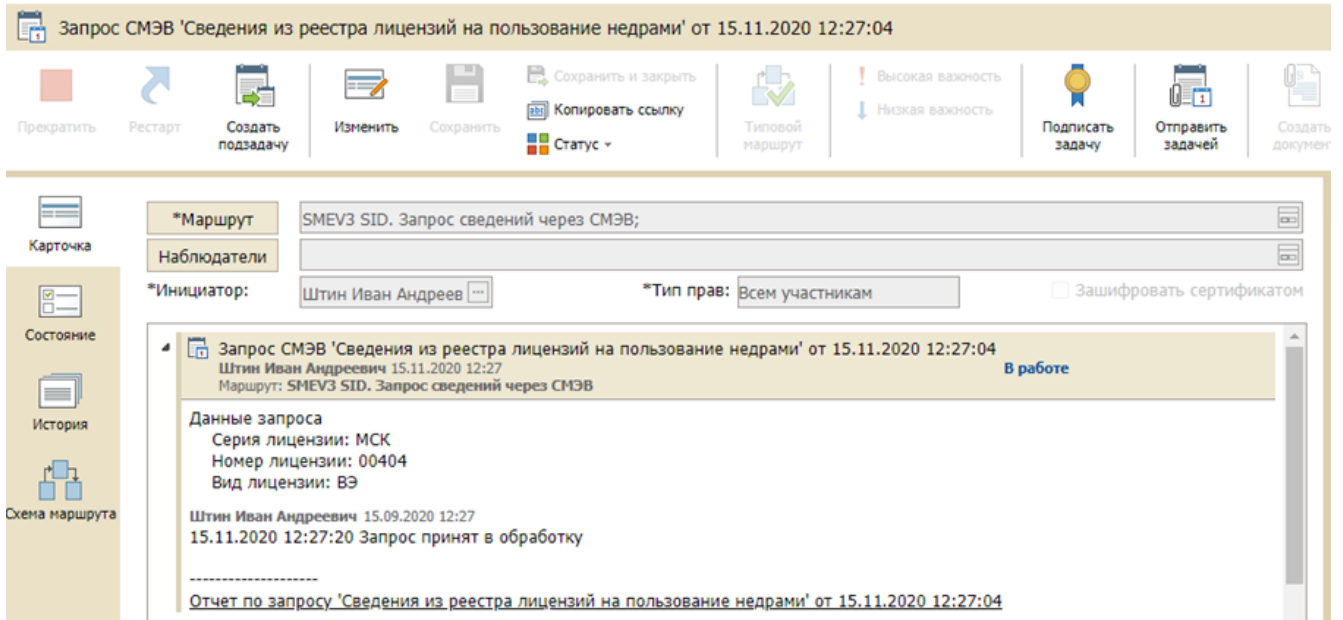 Запрос СМЭВ 'Сведения из реестра лицензий на пользование недрами' от 15.11.2020 12:27:04
Прекратить
Рестарт
Создать
подзадачу
Изменить
Сохранить
Сохранить и закрыть
Копировать ссылку
Статус
Типовой
маршрут
Высокая важность
Низкая важность
Подписать
задачу
1
Отправить
задачей
Создать
докумен
Карточка
Состояние
История
Схема маршрута
*Маршрут
SMEV3 SID. Запрос сведений через СМЭВ;
Наблюдатели
*Инициатор:
Штин Иван Андреев
*Тип прав:
Всем участникам
Зашифровать сертификатом
Запрос СМЭВ 'Сведения из реестра лицензий на пользование недрами' от 15.11.2020 12:27:04
Штин Иван Андреевич 15.11.2020 12:27
В работе
Маршрут: SMEV3 SID. Запрос сведений через СМЭВ
Данные запроса
Серия лицензии: МСК
Номер лицензии: 00404
Вид лицензии: ВЭ
Штин Иван Андреевич 15.09.2020 12:27
15.11.2020 12:27:20 Запрос принят в обработку
--------------------
Отчет по запросу 'Сведения из реестра лицензий на пользование недрами' от 15.11.2020 12:27:04